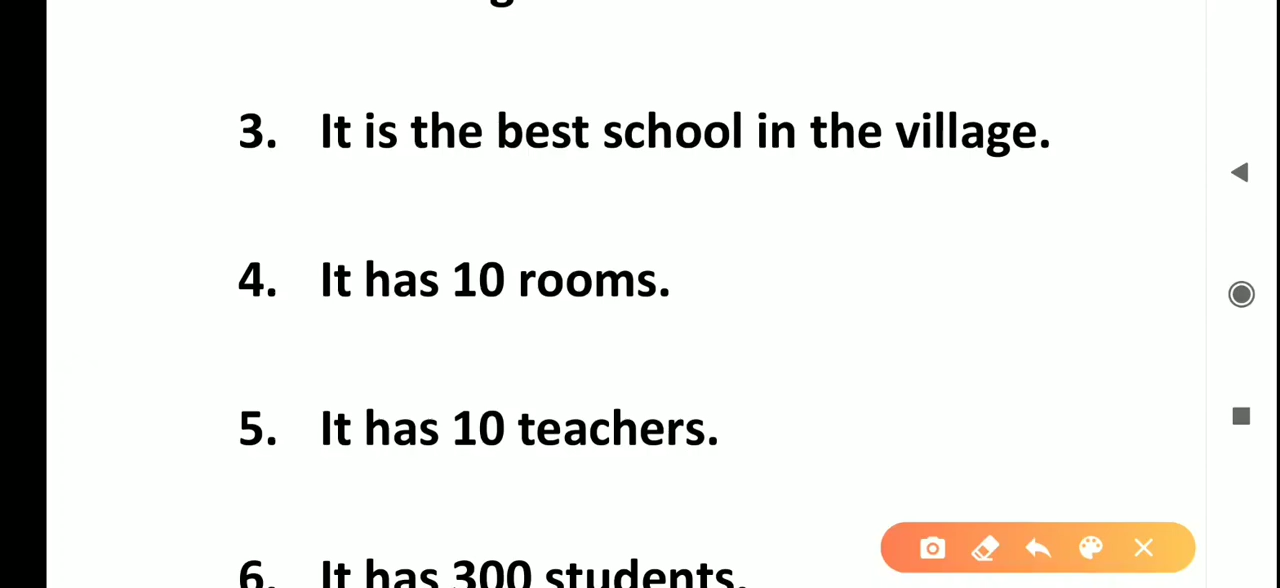 3. It is the best school in the village.
4. It has 10 rooms.
5. It has 10 teachers.
6. It has 300 students.